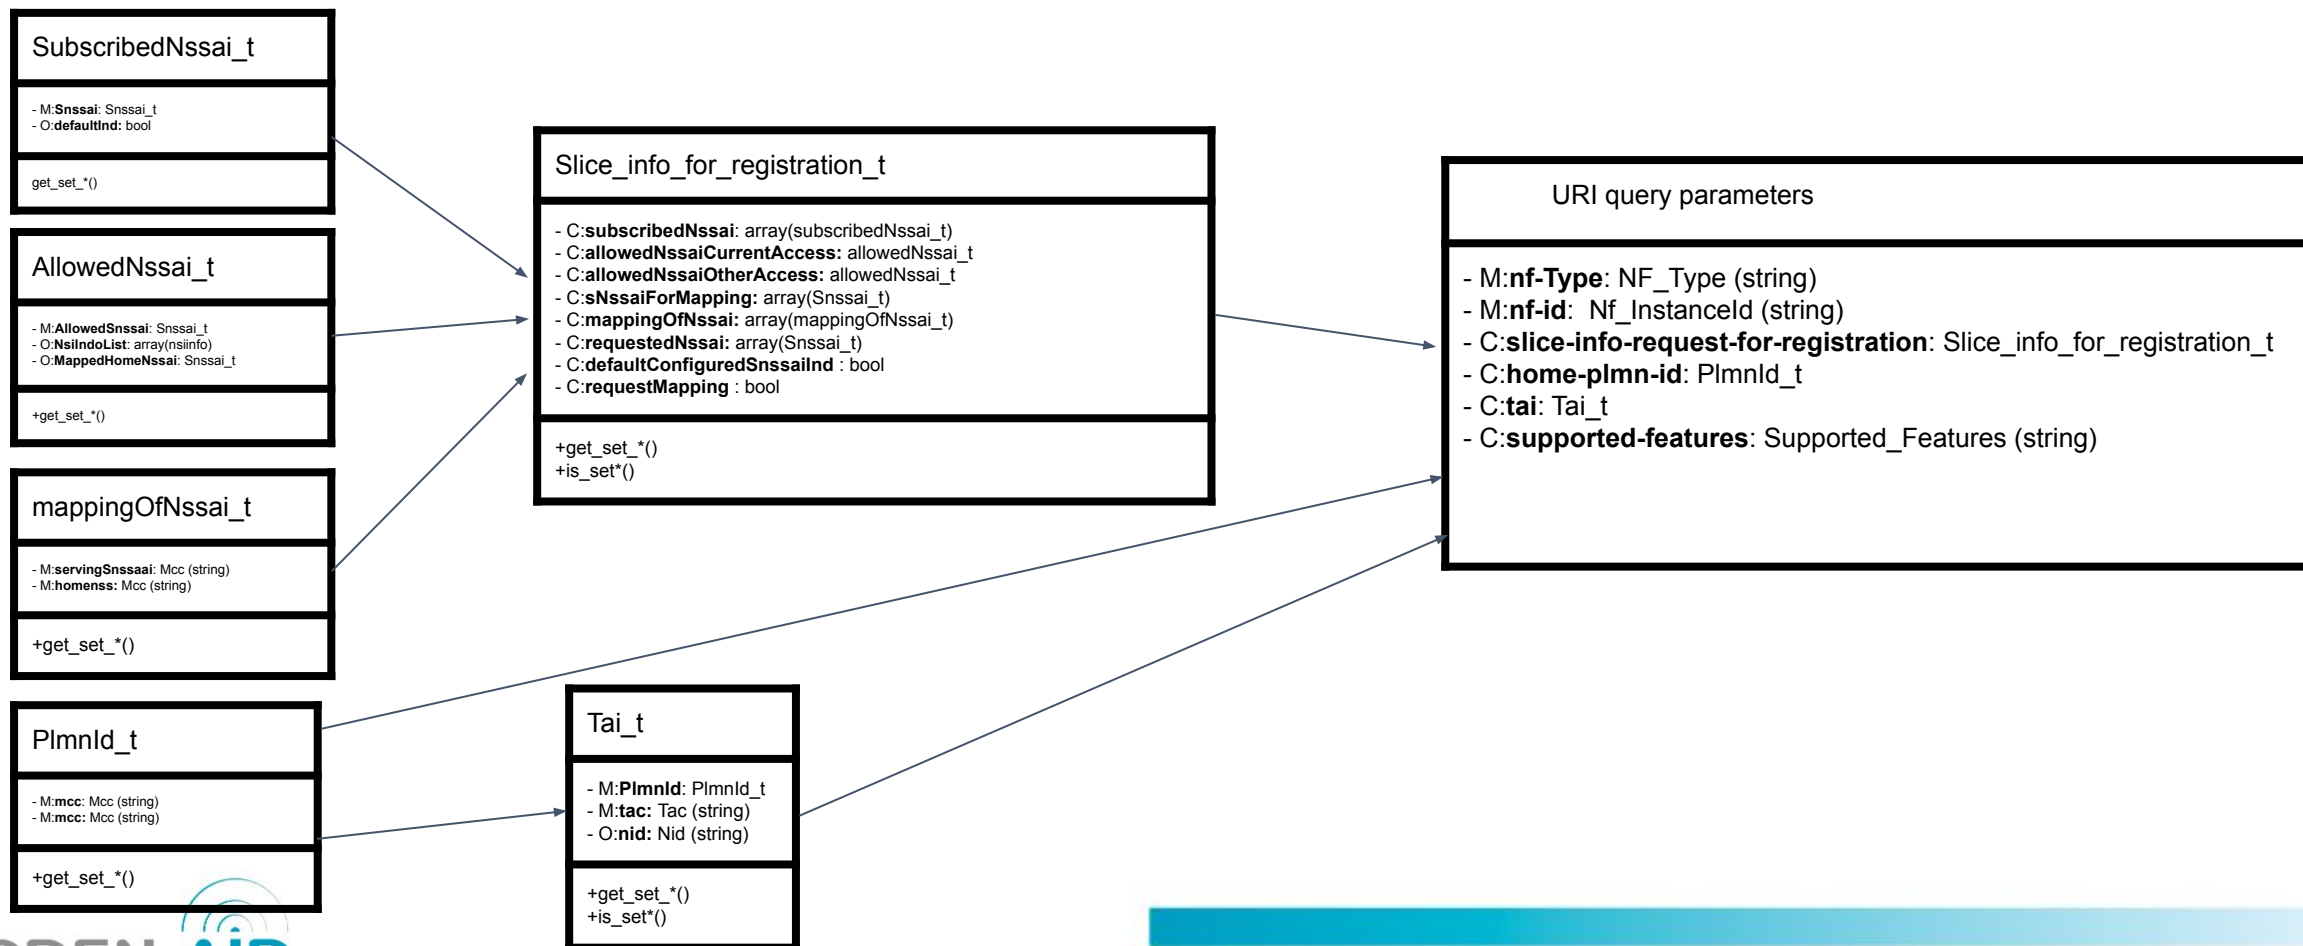 SubscribedNssai_t
- M:Snssai: Snssai_t
- O:defaultInd: bool
get_set_*()
AllowedNssai_t
- M:AllowedSnssai: Snssai_t
- O:NsiIndoList: array(nsiinfo)
- O:MappedHomeNssai: Snssai_t
+get_set_*()
mappingOfNssai_t
- M:servingSnssaai: Mcc (string)
- M:homenss: Mcc (string)
+get_set_*()
PlmnId_t
- M:mcc: Mcc (string)
- M:mcc: Mcc (string)
+get_set_*()
Slice_info_for_registration_t
- C:subscribedNssai: array(subscribedNssai_t)
- C:allowedNssaiCurrentAccess: allowedNssai_t
- C:allowedNssaiOtherAccess: allowedNssai_t
- C:sNssaiForMapping: array(Snssai_t)
- C:mappingOfNssai: array(mappingOfNssai_t)
- C:requestedNssai: array(Snssai_t)
- C:defaultConfiguredSnssaiInd : bool
- C:requestMapping : bool
+get_set_*()
+is_set*()
Tai_t
- M:PlmnId: PlmnId_t
- M:tac: Tac (string)
- O:nid: Nid (string)
+get_set_*()
+is_set*()
URI query parameters
- M:nf-Type: NF_Type (string)
- M:nf-id: Nf_InstanceId (string)
- C:slice-info-request-for-registration: Slice_info_for_registration_t
- C:home-plmn-id: PlmnId_t
- C:tai: Tai_t
- C:supported-features: Supported_Features (string)